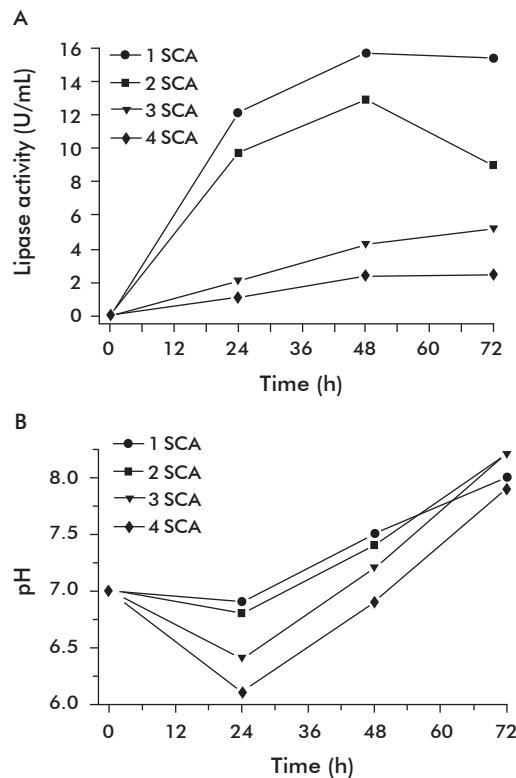 A
Lipase activity (U/mL)
16
14
12
10
8
6
4
2
0
1 SCA
2 SCA
3 SCA
4 SCA
0 12 24 36 48 60 72
Time (h)
B
pH
8.0
7.5
7.0
6.5
6.0
1 SCA
2 SCA
3 SCA
4 SCA
0 12 24 36 48 60 72
Time (h)